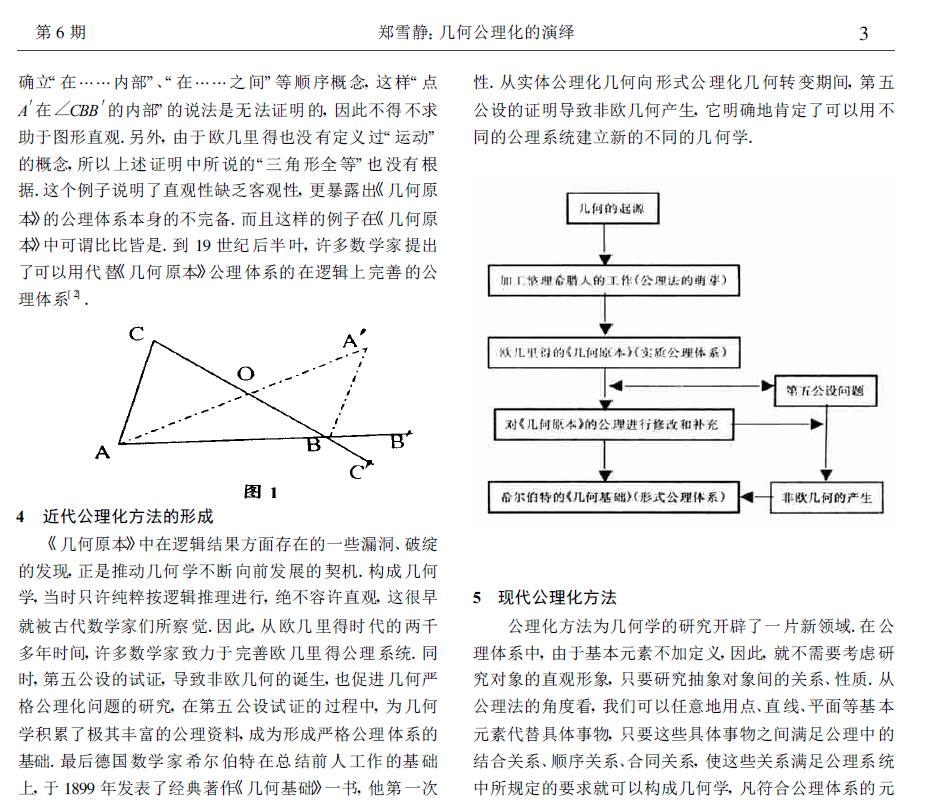 第 6 期
郑雪静: 几何公理化的演绎
3
确立“ 在 …… 内部”、“ 在 …… 之间” 等顺序概念, 这样“ 点
A′在 ∠CBB′的内部”的说法是无法证明的, 因此不得不求
助于图形直观. 另外, 由于欧几里得也没有定义过“ 运动”
的概念, 所以上述证明中所说的“ 三角形全等” 也没有根
据. 这个例子说明了直观性缺乏客观性, 更暴露出《几何原
本》的公理体系本身的不完备. 而且这样的例子在《几何原
本》中可谓比比皆是. 到 19 世纪后半叶, 许多数学家提出
了可以用代替《几何原本》公理体系的在逻辑上完善的公
理体系[2] .
C
A′
O
A
B
B′
C′
图 1
4 近代公理化方法的形成
《几何原本》中在逻辑结果方面存在的一些漏洞、破绽
的发现, 正是推动几何学不断向前发展的契机. 构成几何
学, 当时只许纯粹按逻辑推理进行, 绝不容许直观, 这很早
就被古代数学家们所察觉. 因此, 从欧几里得时代的两千
多年时间, 许多数学家致力于完善欧几里得公理系统. 同
时, 第五公设的试证, 导致非欧几何的诞生, 也促进几何严
格公理化问题的研究, 在第五公设试证的过程中, 为几何
学积累了极其丰富的公理资料, 成为形成严格公理体系的
基础. 最后德国数学家希尔伯特在总结前人工作的基础
上, 于 1899 年发表了经典著作《几何基础》一书, 他第一次
性. 从实体公理化几何向形式公理化几何转变期间, 第五
公设的证明导致非欧几何产生, 它明确地肯定了可以用不
同的公理系统建立新的不同的几何学.
几何的起源
加工整理希腊人的工作(公理法的萌芽)
欧几里得的《几何原本》(实质公理体系)
第五公设问题
对《几何原本》的公理进行修改和补充
希尔伯特的《几何基础》(形式公理体系)
非欧几何的产生
5 现代公理化方法
公理化方法为几何学的研究开辟了一片新领域. 在公
理体系中, 由于基本元素不加定义, 因此, 就不需要考虑研
究对象的直观形象, 只要研究抽象对象间的关系、性质. 从
公理法的角度看, 我们可以任意地用点、直线、平面等基本
元素代替具体事物, 只要这些具体事物之间满足公理中的
结合关系、顺序关系、合同关系, 使这些关系满足公理系统
中所规定的要求就可以构成几何学, 凡符合公理体系的元